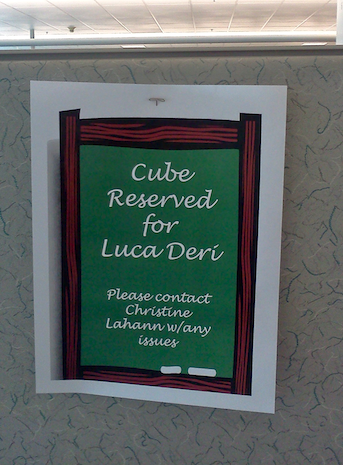 Cube
Reserved
for
Luca Deri
Please contact
Christine
Lahann w/any
issues